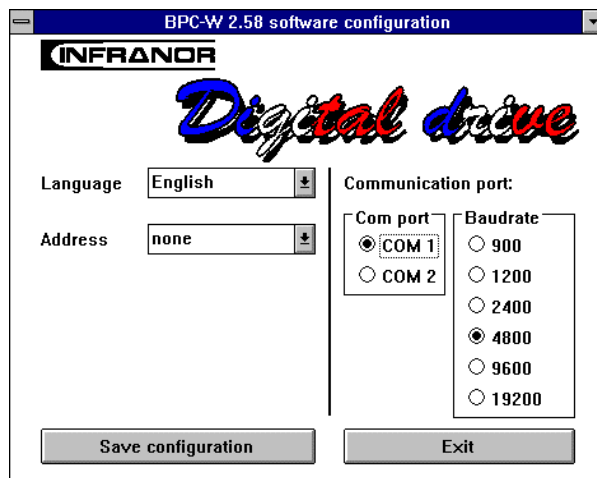 BPC-W 2.58 software configuration
INFRANOR
Digital drive
Language
English
Address
none
Communication port:
Com port
COM 1
COM 2
Baudrate
900
1200
2400
4800
9600
19200
Save configuration
Exit